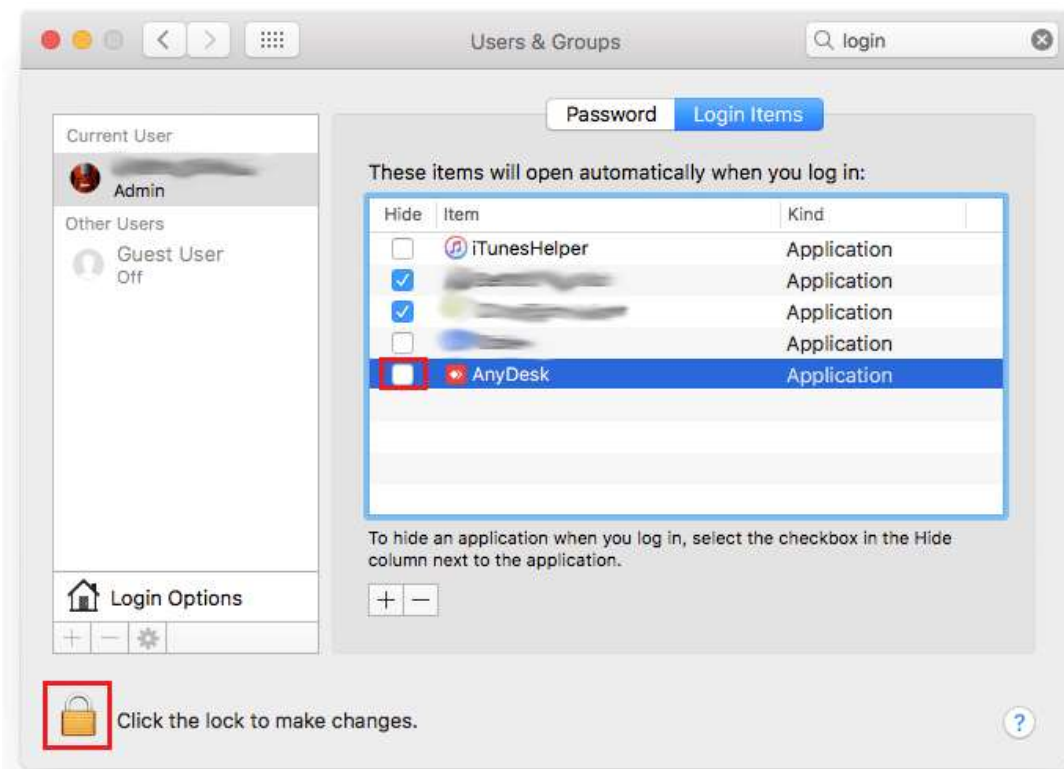 Users & Groups
login
Password Login Items
Current User
Admin
Other Users
Guest User
Off
Login Options
These items will open automatically when you log in:
Hide Item Kind
iTunesHelper Application
Application
Application
Application
AnyDesk Application
To hide an application when you log in, select the checkbox in the Hide
column next to the application.
Click the lock to make changes.
?